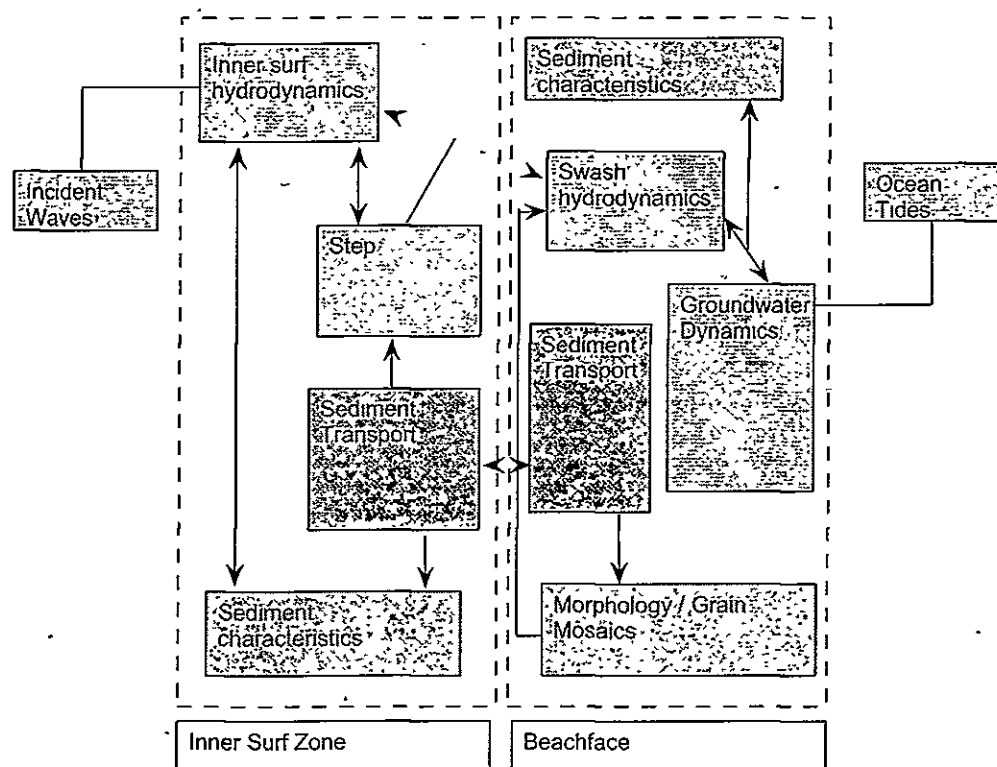 Inner surf
hydrodynamics
Incident
Waves
Step
Sediment
Transport
Sediment
characteristics
Sediment
characteristics
Swash
hydrodynamics
Ocean
Tides
Groundwater
Dynamics
Sediment
Transport
Morphology / Grain
Mosaics
Inner Surf Zone
Beachface